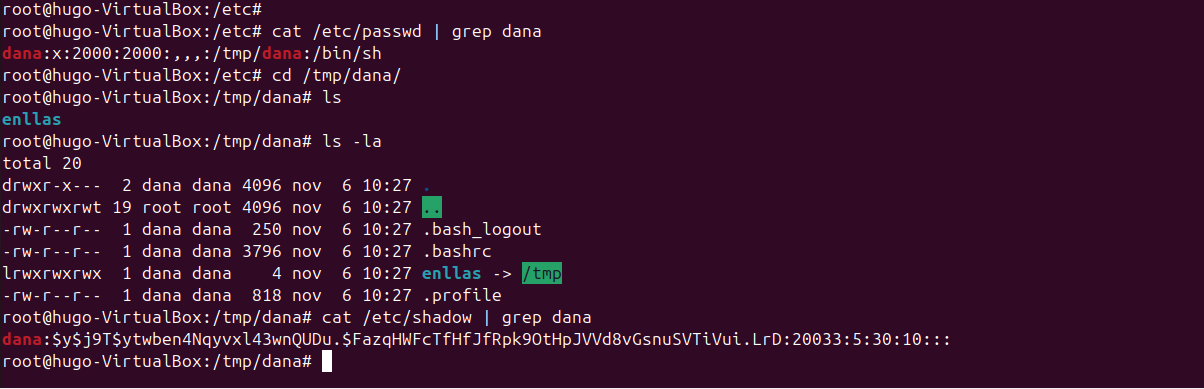 root@hugo-VirtualBox:/etc#
root@hugo-VirtualBox:/etc# cat /etc/passwd | grep dana
dana:x:2000:2000:,,,:/tmp/dana:/bin/sh
root@hugo-VirtualBox:/etc# cd /tmp/dana/
root@hugo-VirtualBox:/tmp/dana# ls
enllas
root@hugo-VirtualBox:/tmp/dana# ls -la
total 20
drwxr-x---  2 dana dana 4096 nov  6 10:27 .
drwxrwxrwt 19 root root 4096 nov  6 10:27 ..
-rw-r--r--  1 dana dana  250 nov  6 10:27 .bash_logout
-rw-r--r--  1 dana dana 3796 nov  6 10:27 .bashrc
lrwxrwxrwx  1 dana dana    4 nov  6 10:27 enllas -> /tmp
-rw-r--r--  1 dana dana  818 nov  6 10:27 .profile
root@hugo-VirtualBox:/tmp/dana# cat /etc/shadow | grep dana
dana:$y$j9T$ytwben4Nqyvxl43wnQUDu.$FazqHWFcTfHfJfRpk9OtHpJVVd8vGsnuSVTiVui.LrD:20033:5:30:10:::
root@hugo-VirtualBox:/tmp/dana#